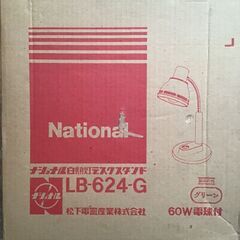 National
ナショナル白熱灯デスクスタンド
LB-624-G
ナショナル
松下電器産業株式会社
グリーン
60W電球付